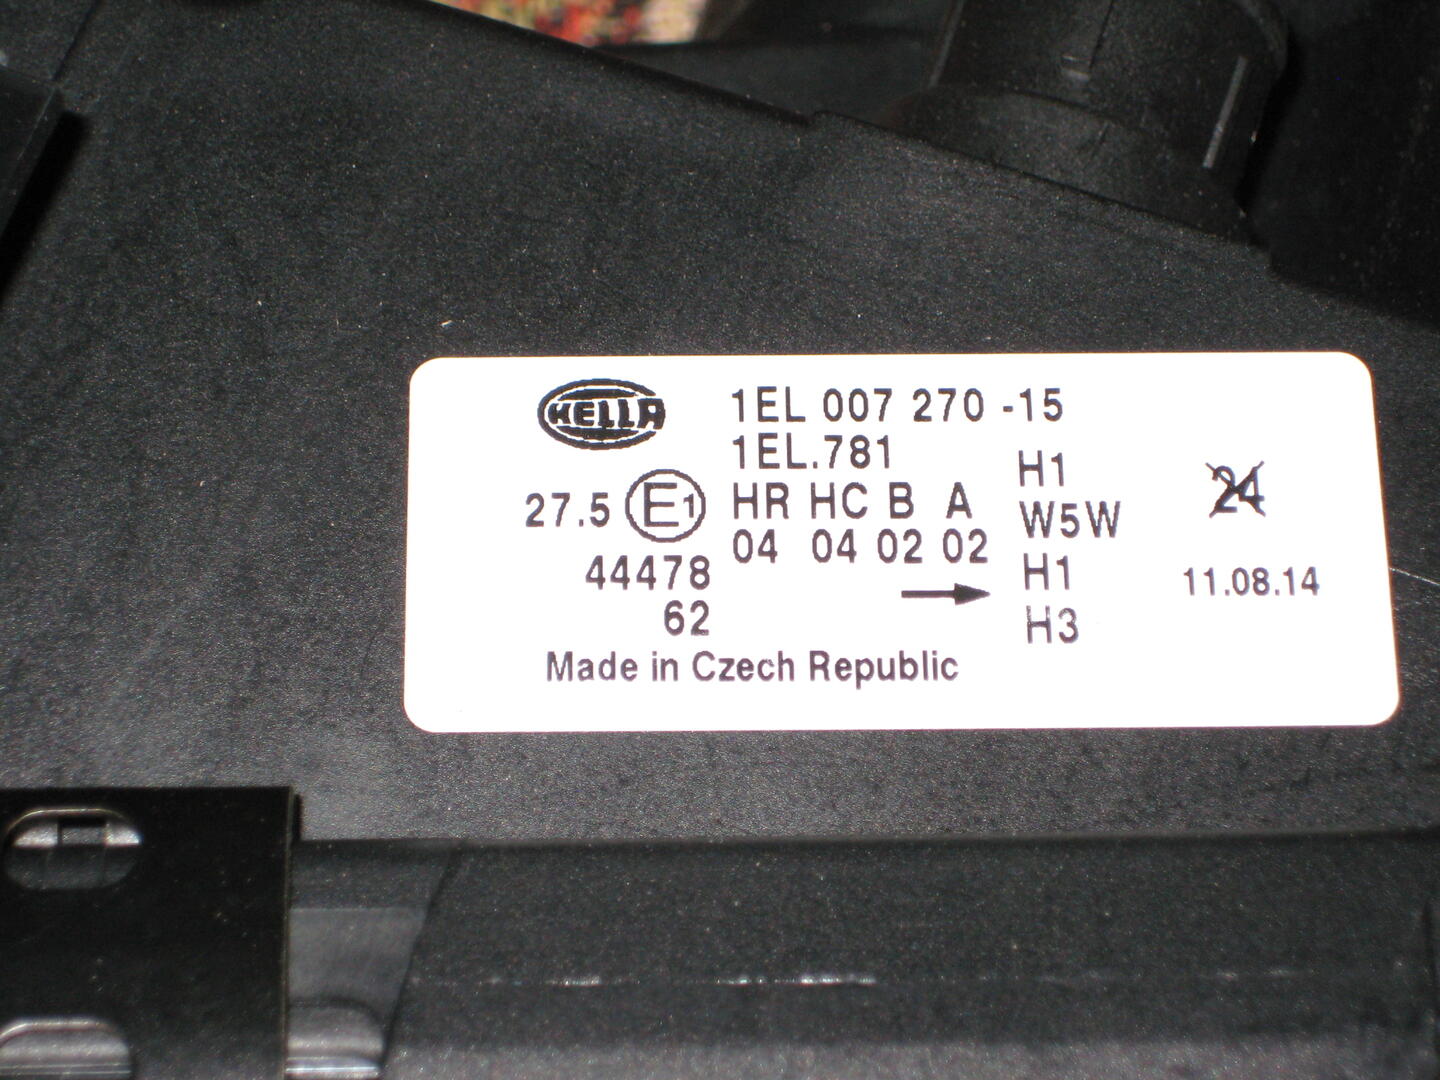 HELLA 1EL 007 270 -15
1EL.781
H1
27.5 E1 HR HC B A
W5W
24
04 04 02 02
44478
H1
11.08.14
62
H3
Made in Czech Republic